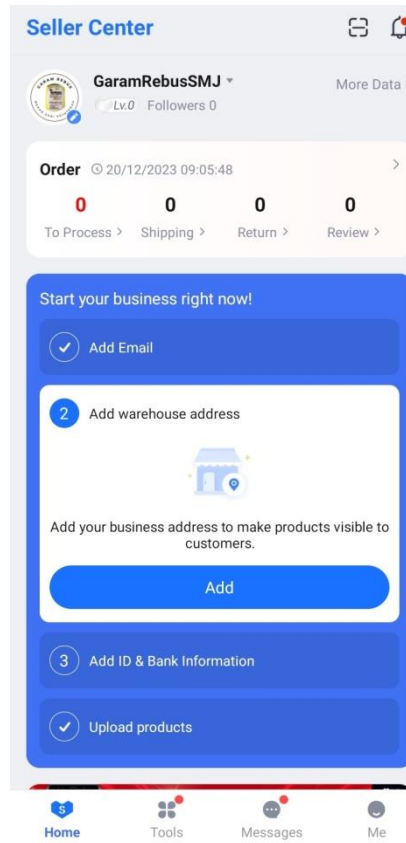 Seller Center
GaramRebusSMJ
More Data
Lv.0 Followers 0
Order 20/12/2023 09:05:48
0 0 0 0
To Process > Shipping > Return > Review >
Start your business right now!
Add Email
2 Add warehouse address
Add your business address to make products visible to
customers.
Add
3 Add ID & Bank Information
Upload products
Home Tools Messages Me